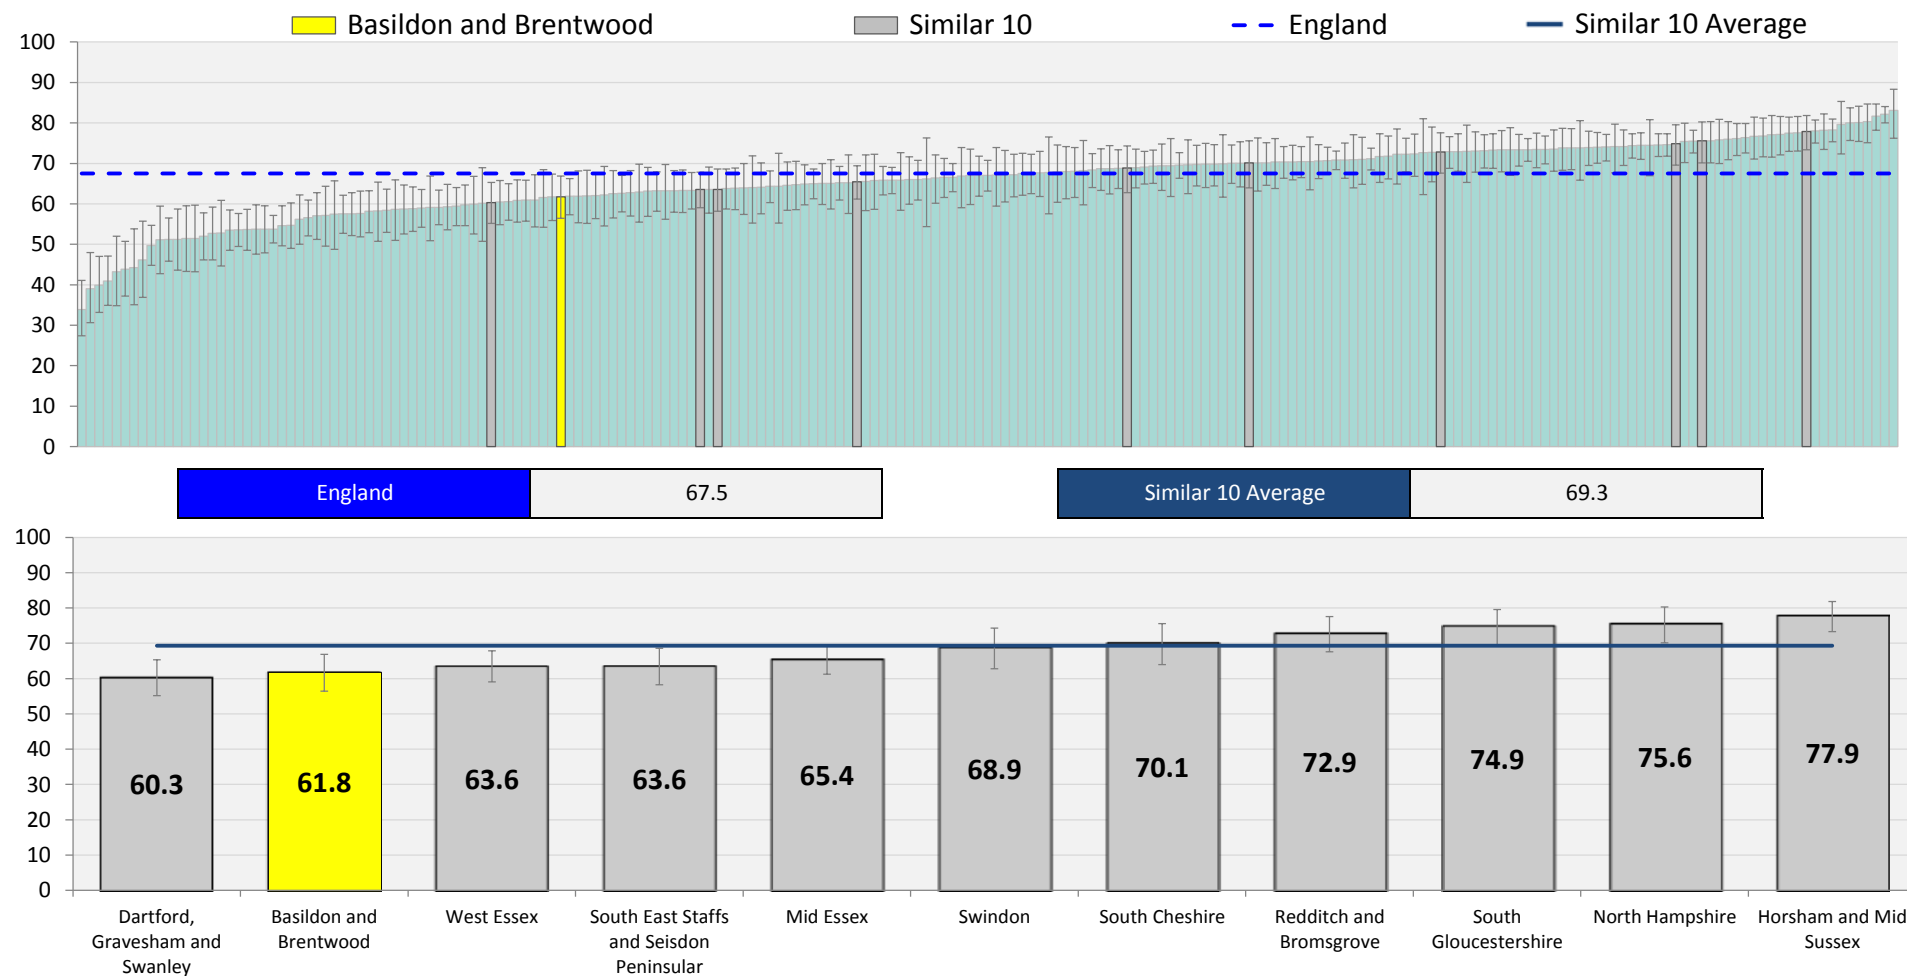 Basildon and Brentwood
Similar 10
England
Similar 10 Average
100
90
80
70
60
50
40
30
20
10
0
England
67.5
Similar 10 Average
69.3
100
90
80
70
60
50
40
30
20
10
0
60.3
61.8
63.6
63.6
65.4
68.9
70.1
72.9
74.9
75.6
77.9
Dartford,
Gravesham and
Swanley
Basildon and
Brentwood
West Essex
South East Staffs
and Seisdon
Peninsular
Mid Essex
Swindon
South Cheshire
Redditch and
Bromsgrove
South
Gloucestershire
North Hampshire
Horsham and Mid
Sussex